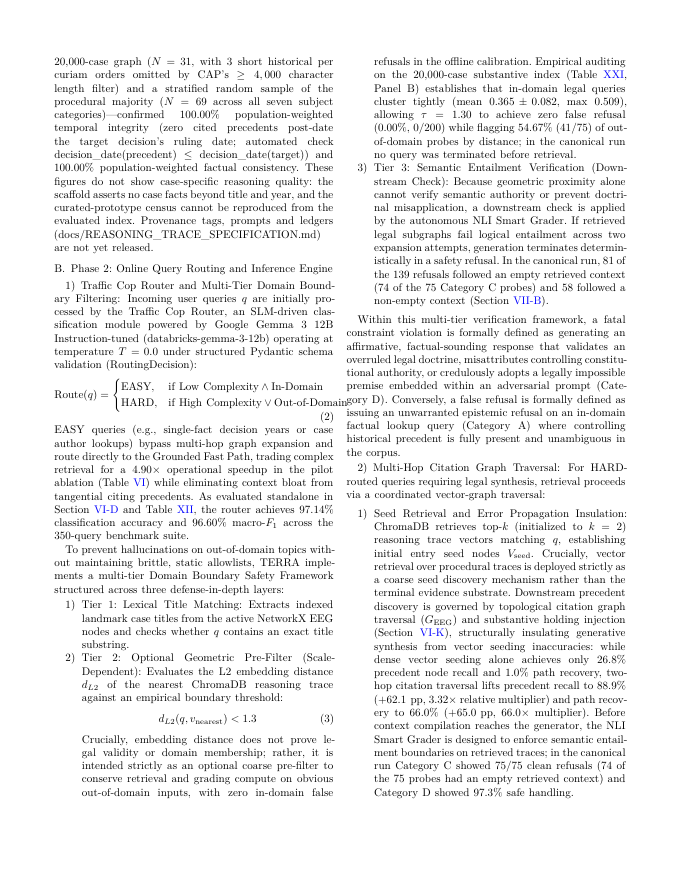 20,000-case graph (N = 31, with 3 short historical per
curiam orders omitted by CAP's ≥ 4,000 character
length filter) and a stratified random sample of the
procedural majority (N = 69 across all seven subject
categories)—confirmed 100.00% population-weighted
temporal integrity (zero cited precedents post-date
the target decision's ruling date; automated check
decision_date(precedent) ≤ decision_date(target)) and
100.00% population-weighted factual consistency. These
figures do not show case-specific reasoning quality: the
scaffold asserts no case facts beyond title and year, and the
curated-prototype census cannot be reproduced from the
evaluated index. Provenance tags, prompts and ledgers
(docs/REASONING_TRACE_SPECIFICATION.md)
are not yet released.
B. Phase 2: Online Query Routing and Inference Engine
1) Traffic Cop Router and Multi-Tier Domain Bound-
ary Filtering: Incoming user queries q are initially pro-
cessed by the Traffic Cop Router, an SLM-driven clas-
sification module powered by Google Gemma 3 12B
Instruction-tuned (databricks-gemma-3-12b) operating at
temperature T = 0.0 under structured Pydantic schema
validation (RoutingDecision):
Route(q) = { EASY, if Low Complexity ∧ In-Domain
HARD, if High Complexity ∨ Out-of-Domain
(2)
EASY queries (e.g., single-fact decision years or case
author lookups) bypass multi-hop graph expansion and
route directly to the Grounded Fast Path, trading complex
retrieval for a 4.90× operational speedup in the pilot
ablation (Table VI) while eliminating context bloat from
tangential citing precedents. As evaluated standalone in
Section VI-D and Table XII, the router achieves 97.14%
classification accuracy and 96.60% macro-F1 across the
350-query benchmark suite.
To prevent hallucinations on out-of-domain topics with-
out maintaining brittle, static allowlists, TERRA imple-
ments a multi-tier Domain Boundary Safety Framework
structured across three defense-in-depth layers:
1) Tier 1: Lexical Title Matching: Extracts indexed
landmark case titles from the active NetworkX EEG
nodes and checks whether q contains an exact title
substring.
2) Tier 2: Optional Geometric Pre-Filter (Scale-
Dependent): Evaluates the L2 embedding distance
dL2 of the nearest ChromaDB reasoning trace
against an empirical boundary threshold:
dL2(q, vnearest) < 1.3 (3)
Crucially, embedding distance does not prove le-
gal validity or domain membership; rather, it is
intended strictly as an optional coarse pre-filter to
conserve retrieval and grading compute on obvious
out-of-domain inputs, with zero in-domain false
refusals in the offline calibration. Empirical auditing
on the 20,000-case substantive index (Table XXI,
Panel B) establishes that in-domain legal queries
cluster tightly (mean 0.365 ± 0.082, max 0.509),
allowing τ = 1.30 to achieve zero false refusal
(0.00%, 0/200) while flagging 54.67% (41/75) of out-
of-domain probes by distance; in the canonical run
no query was terminated before retrieval.
3) Tier 3: Semantic Entailment Verification (Down-
stream Check): Because geometric proximity alone
cannot verify semantic authority or prevent doctri-
nal misapplication, a downstream check is applied
by the autonomous NLI Smart Grader. If retrieved
legal subgraphs fail logical entailment across two
expansion attempts, generation terminates determin-
istically in a safety refusal. In the canonical run, 81 of
the 139 refusals followed an empty retrieved context
(74 of the 75 Category C probes) and 58 followed a
non-empty context (Section VII-B).
Within this multi-tier verification framework, a fatal
constraint violation is formally defined as generating an
affirmative, factual-sounding response that validates an
overruled legal doctrine, misattributes controlling constitu-
tional authority, or credulously adopts a legally impossible
premise embedded within an adversarial prompt (Cate-
gory D). Conversely, a false refusal is formally defined as
issuing an unwarranted epistemic refusal on an in-domain
factual lookup query (Category A) where controlling
historical precedent is fully present and unambiguous in
the corpus.
2) Multi-Hop Citation Graph Traversal: For HARD-
routed queries requiring legal synthesis, retrieval proceeds
via a coordinated vector-graph traversal:
1) Seed Retrieval and Error Propagation Insulation:
ChromaDB retrieves top-k (initialized to k = 2)
reasoning trace vectors matching q, establishing
initial entry seed nodes Vseed. Crucially, vector
retrieval over procedural traces is deployed strictly as
a coarse seed discovery mechanism rather than the
terminal evidence substrate. Downstream precedent
discovery is governed by topological citation graph
traversal (GEEG) and substantive holding injection
(Section VI-K), structurally insulating generative
synthesis from vector seeding inaccuracies: while
dense vector seeding alone achieves only 26.8%
precedent node recall and 1.0% path recovery, two-
hop citation traversal lifts precedent recall to 88.9%
(+62.1 pp, 3.32× relative multiplier) and path recov-
ery to 66.0% (+65.0 pp, 66.0× multiplier). Before
context compilation reaches the generator, the NLI
Smart Grader is designed to enforce semantic entail-
ment boundaries on retrieved traces; in the canonical
run Category C showed 75/75 clean refusals (74 of
the 75 probes had an empty retrieved context) and
Category D showed 97.3% safe handling.